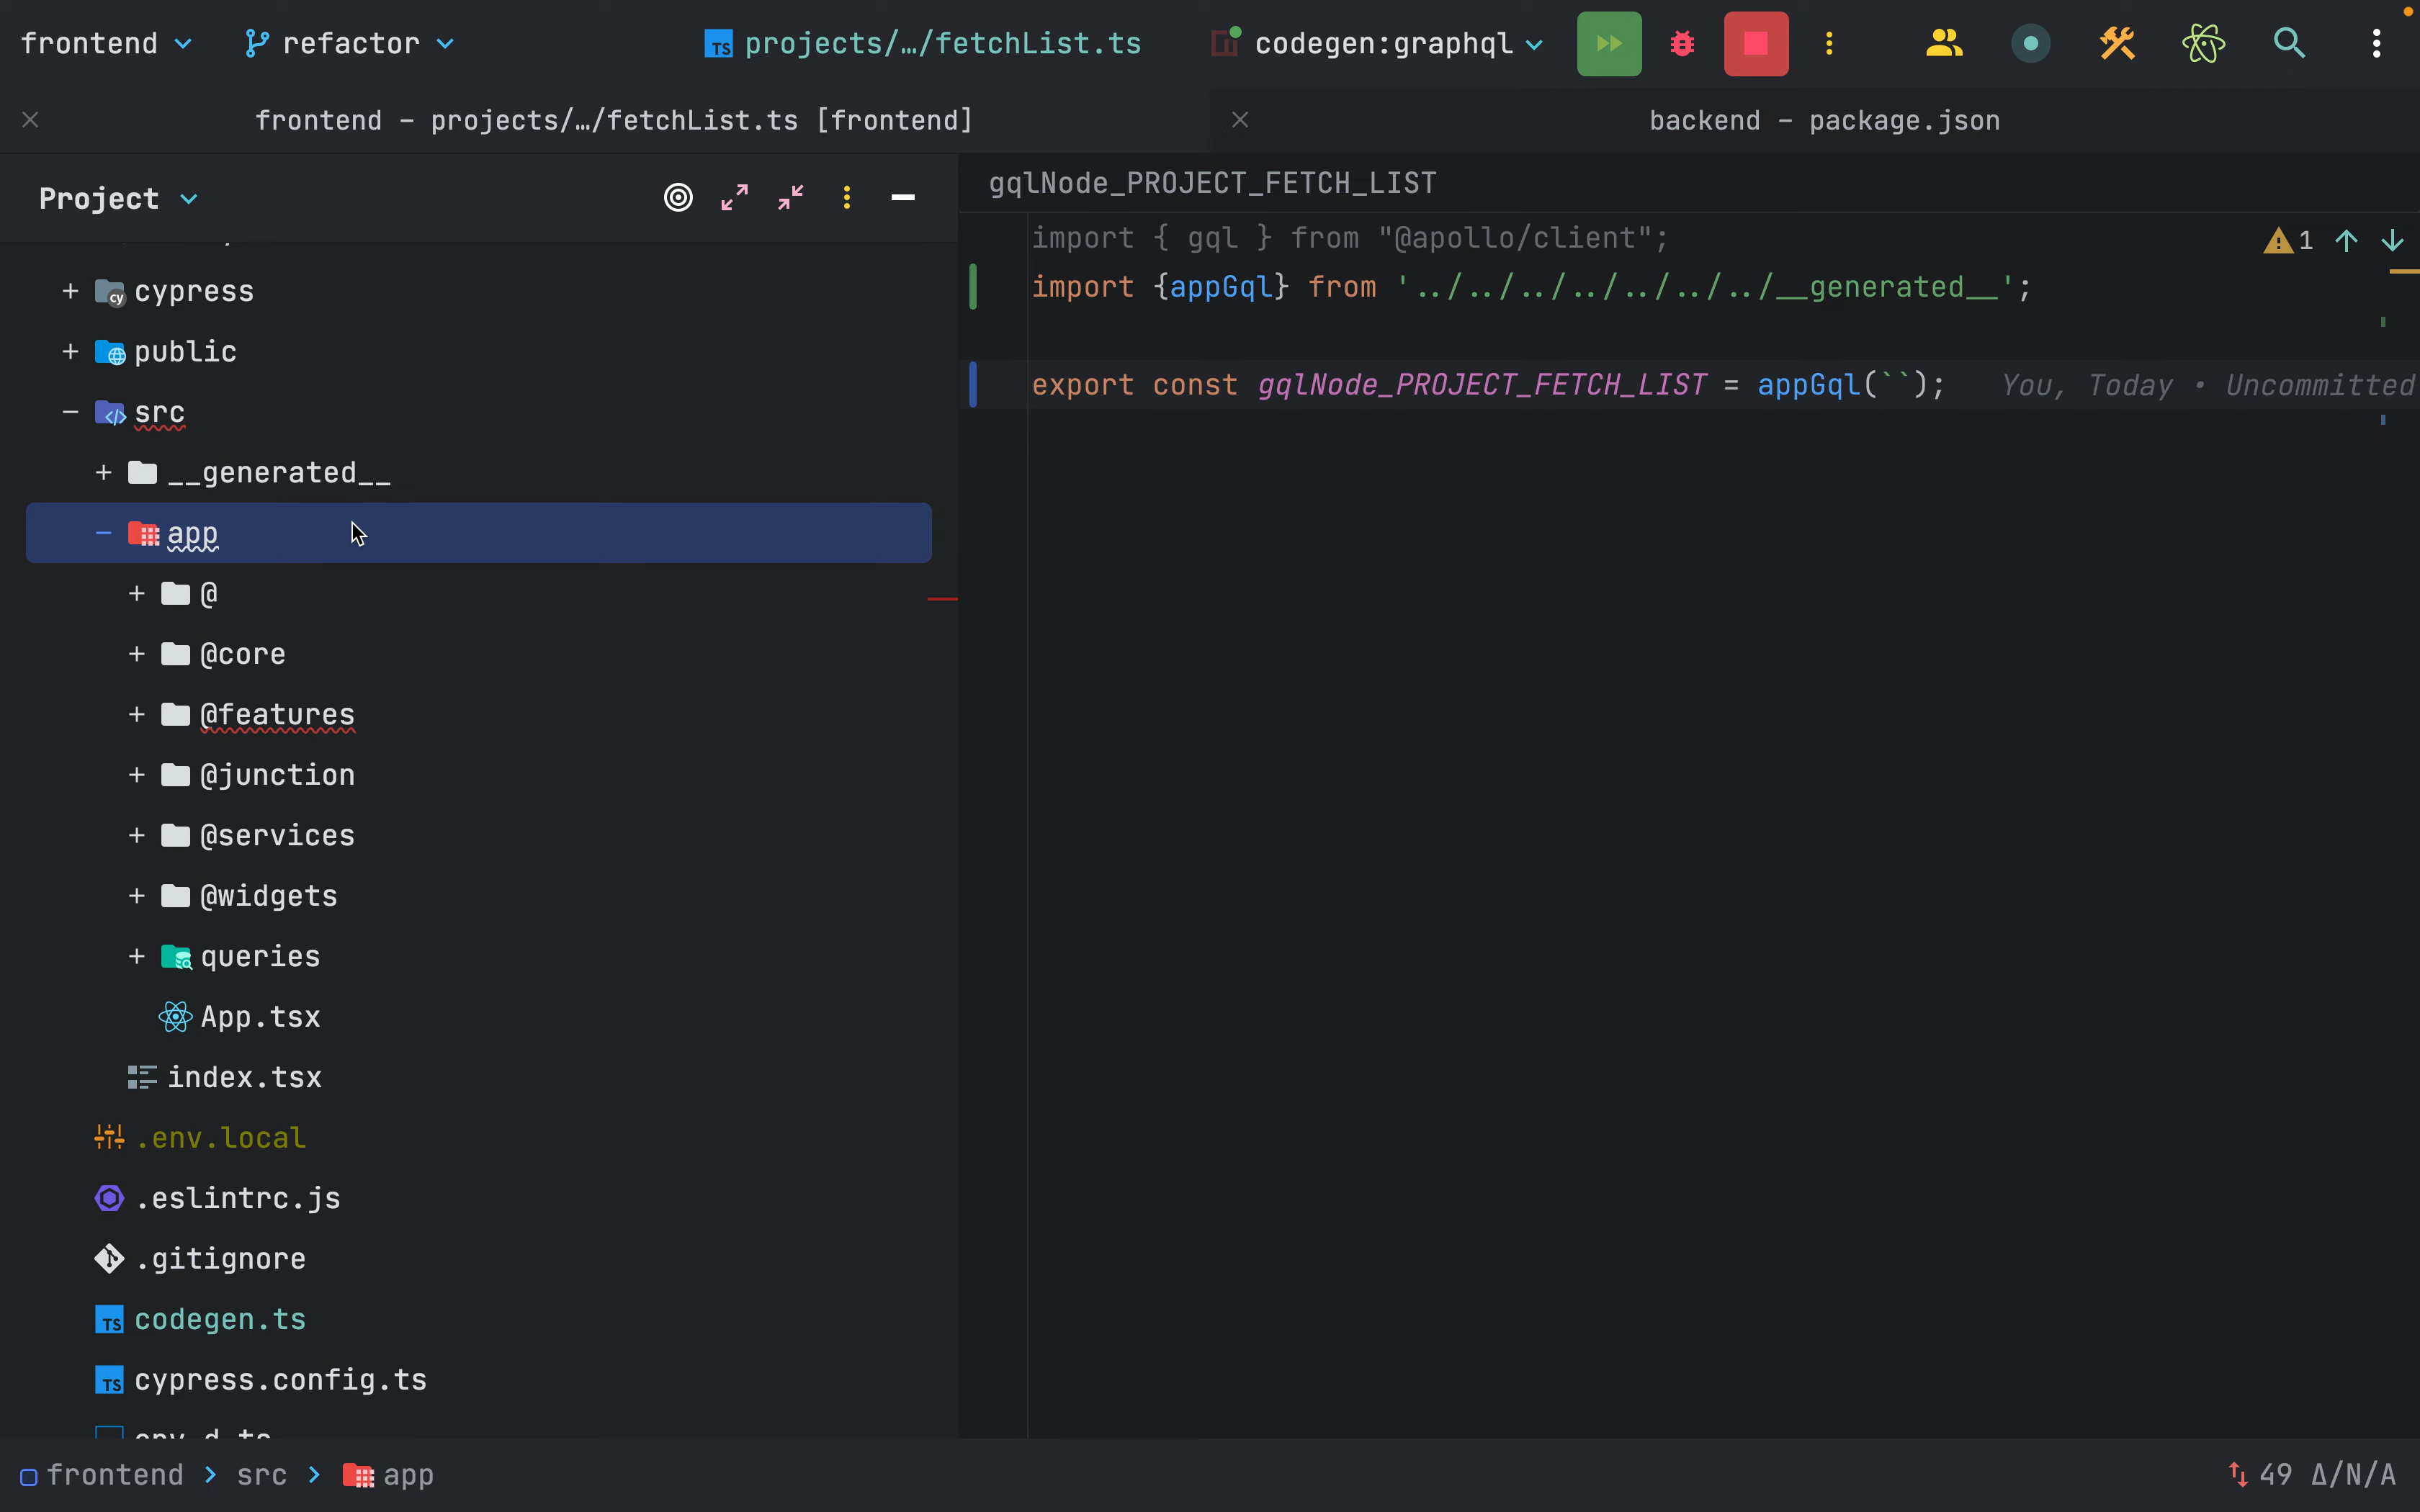 frontend refactor projects/…/fetchList.ts codegen:graphql
frontend – projects/…/fetchList.ts [frontend] backend – package.json
Project
cypress
public
src
__generated__
app
@
@core
@features
@junction
@services
@widgets
queries
App.tsx
index.tsx
.env.local
.eslintrc.js
.gitignore
codegen.ts
cypress.config.ts
gqlNode_PROJECT_FETCH_LIST
import { gql } from "@apollo/client"; 1
import {appGql} from '../../../../../../../__generated__';
export const gqlNode_PROJECT_FETCH_LIST = appGql(``); You, Today • Uncommitted
frontend > src > app 49 Δ/N/A